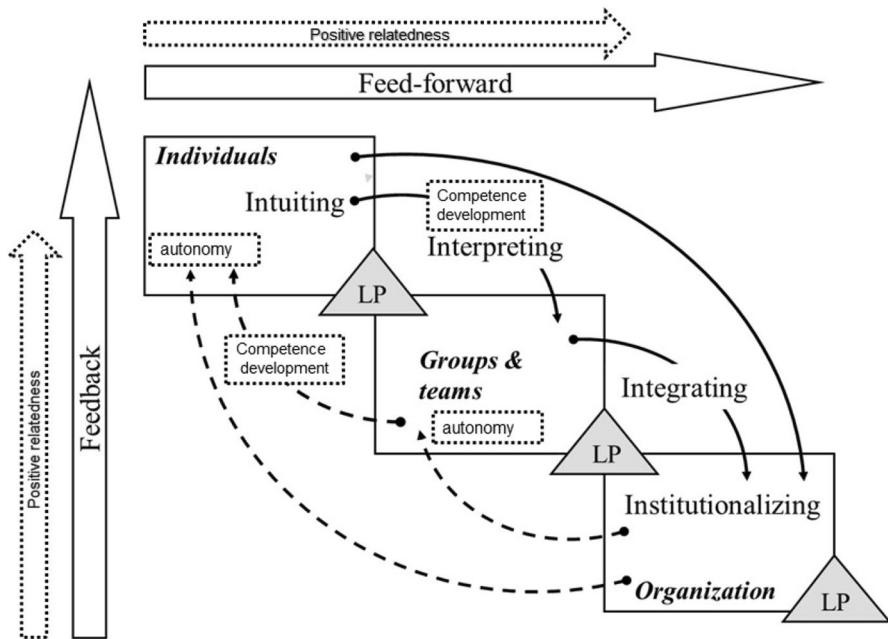 Positive relatedness
Feed-forward
Individuals
Intuiting
Competence
development
Interpreting
autonomy
LP
Competence
development
Groups &
teams
autonomy
Integrating
LP
Institutionalizing
Organization
LP
Feedback
Positive relatedness